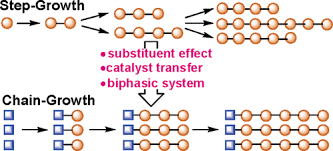 Step-Growth
•substituent effect
•catalyst transfer
•biphasic system
Chain-Growth